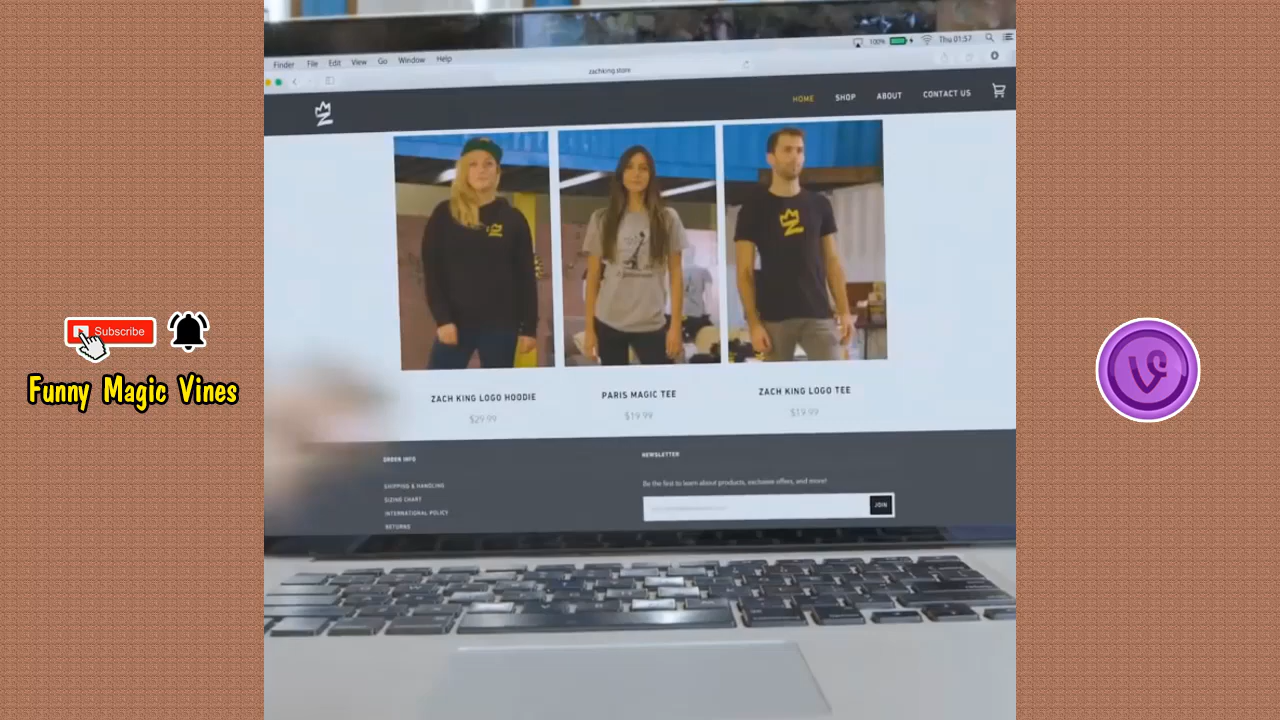 Finder File Edit View Go Window Help
100% Thu 01:57
zachking.store
HOME SHOP ABOUT CONTACT US
ZACH KING LOGO HOODIE
$29.99
PARIS MAGIC TEE
$19.99
ZACH KING LOGO TEE
$19.99
ORDER INFO
SHIPPING & HANDLING
SIZING CHART
INTERNATIONAL POLICY
RETURNS
NEWSLETTER
Be the first to learn about products, exclusive offers, and more!
JOIN
Subscribe
Funny Magic Vines